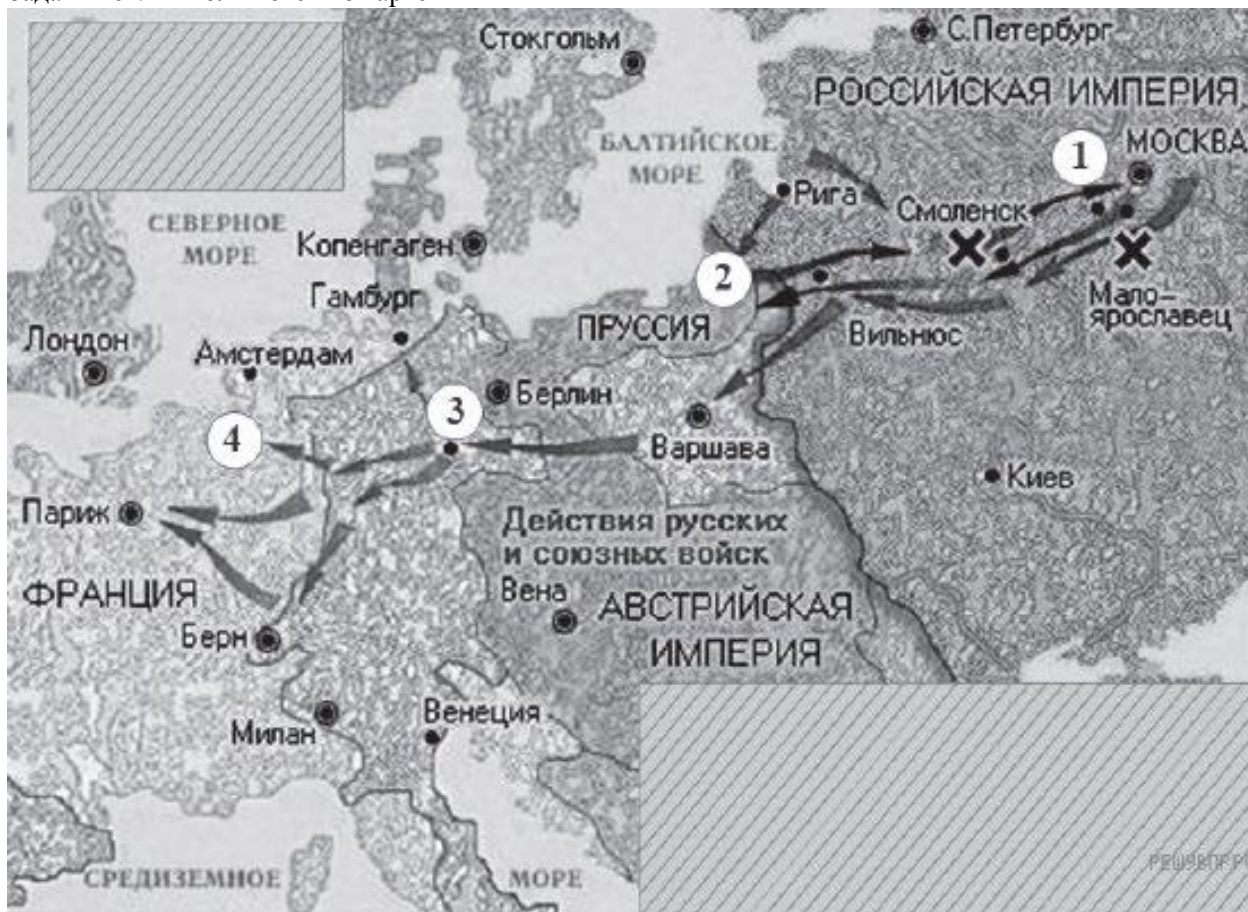 Стокгольм
С.Петербург
РОССИЙСКАЯ ИМПЕРИЯ
БАЛТИЙСКОЕ
МОРЕ
1
МОСКВА
Рига
Смоленск
СЕВЕРНОЕ
МОРЕ
Копенгаген
2
Гамбург
ПРУССИЯ
Мало-
ярославец
Вильнюс
Лондон
Амстердам
Берлин
3
4
Варшава
Киев
Париж
Действия русских
и союзных войск
ФРАНЦИЯ
Вена
АВСТРИЙСКАЯ
ИМПЕРИЯ
Берн
Милан
Венеция
СРЕДИЗЕМНОЕ
МОРЕ